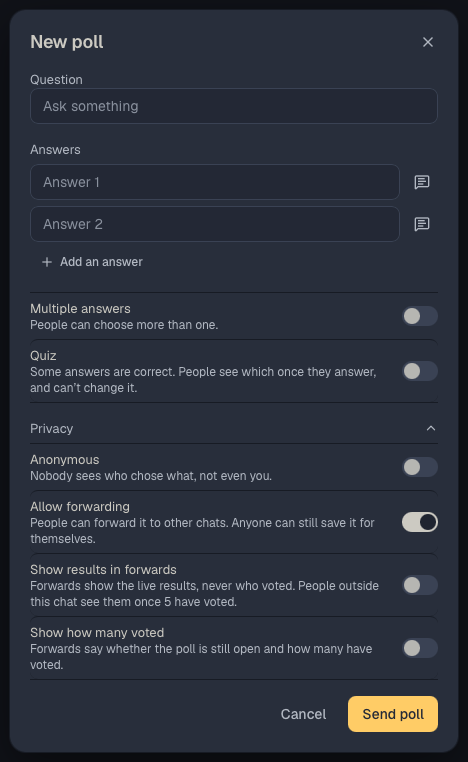 New poll
Question
Ask something
Answers
Answer 1
Answer 2
Add an answer
Multiple answers
People can choose more than one.
Quiz
Some answers are correct. People see which once they answer,
and can't change it.
Privacy
Anonymous
Nobody sees who chose what, not even you.
Allow forwarding
People can forward it to other chats. Anyone can still save it for
themselves.
Show results in forwards
Forwards show the live results, never who voted. People outside
this chat see them once 5 have voted.
Show how many voted
Forwards say whether the poll is still open and how many have
voted.
Cancel
Send poll